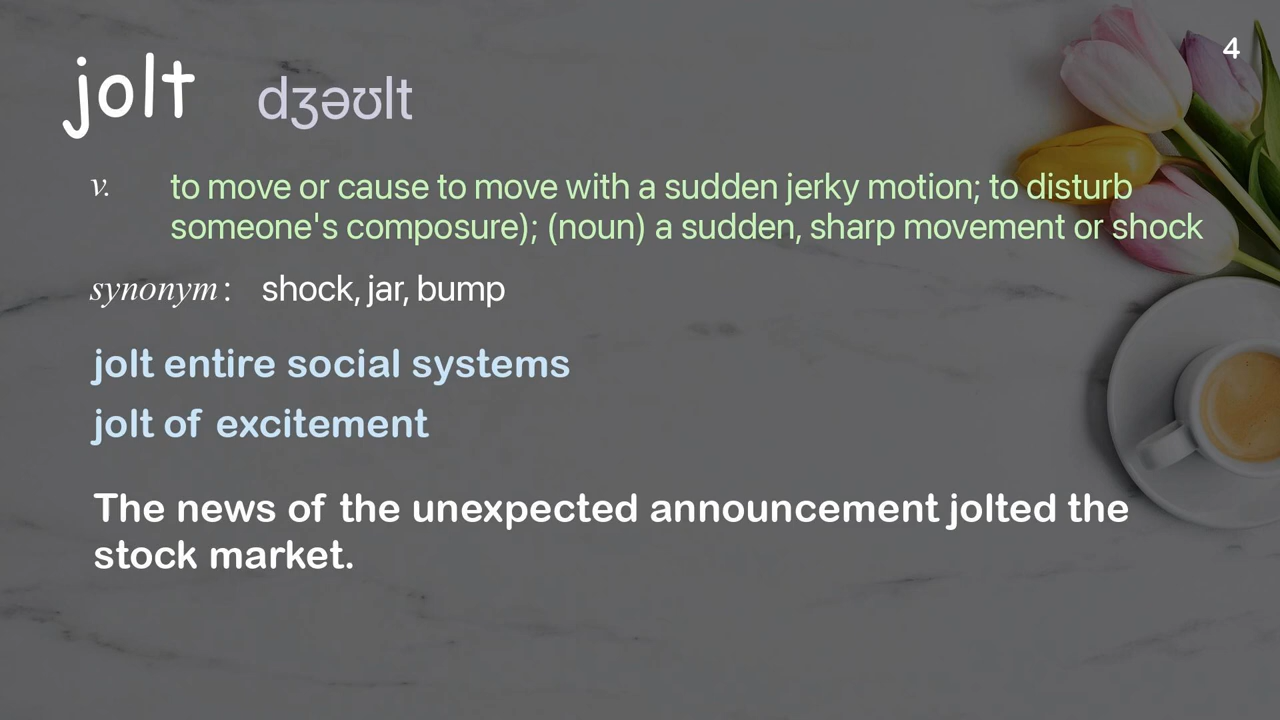 4
jolt dʒəʊlt
v. to move or cause to move with a sudden jerky motion; to disturb
someone's composure); (noun) a sudden, sharp movement or shock
synonym : shock, jar, bump
jolt entire social systems
jolt of excitement
The news of the unexpected announcement jolted the
stock market.